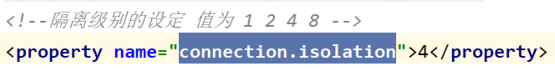 <!--隔离级别的设定 值为 1 2 4 8 -->
<property name="connection.isolation">4</property>